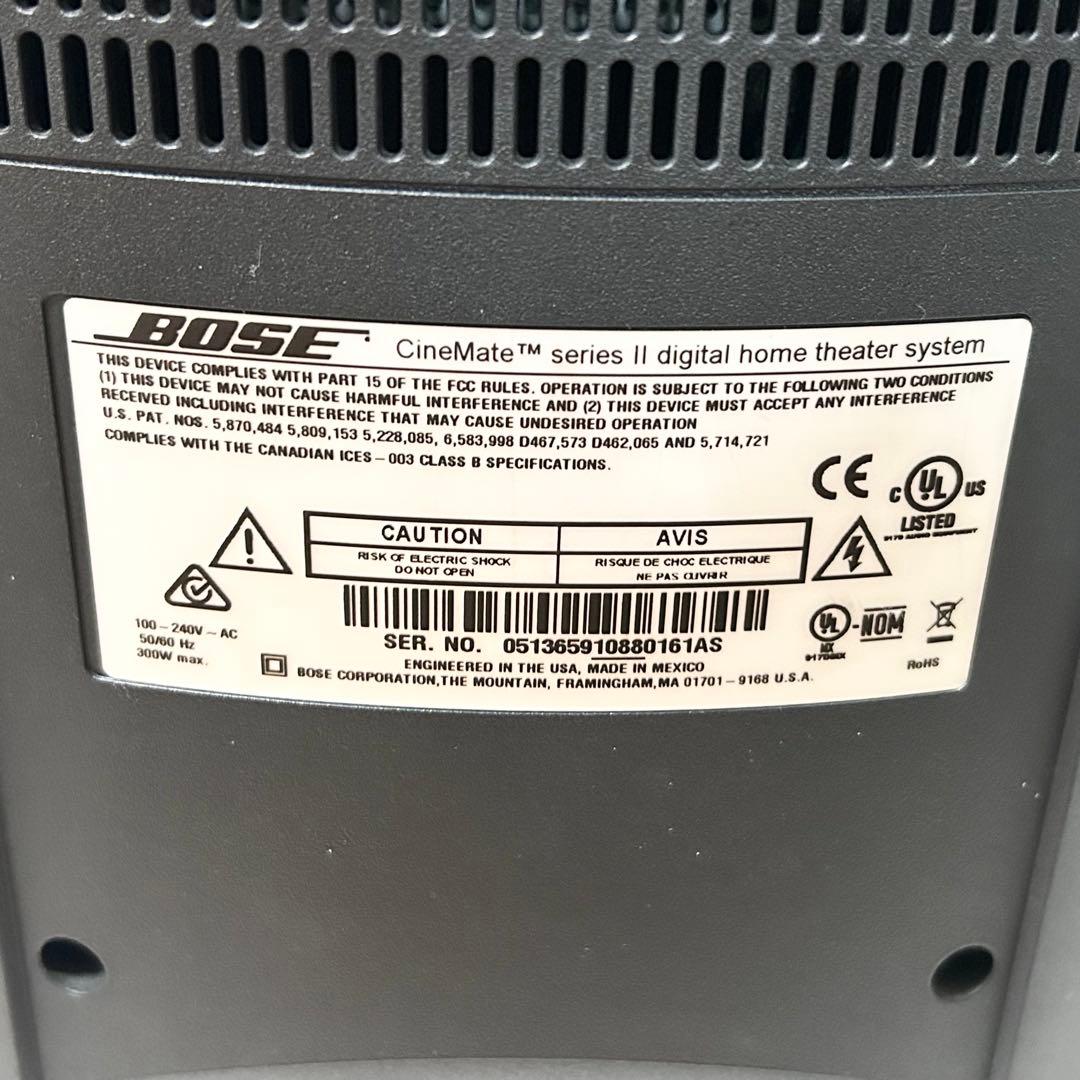 BOSE CineMate™ series II digital home theater system
THIS DEVICE COMPLIES WITH PART 15 OF THE FCC RULES. OPERATION IS SUBJECT TO THE FOLLOWING TWO CONDITIONS
(1) THIS DEVICE MAY NOT CAUSE HARMFUL INTERFERENCE AND (2) THIS DEVICE MUST ACCEPT ANY INTERFERENCE
RECEIVED INCLUDING INTERFERENCE THAT MAY CAUSE UNDESIRED OPERATION
U.S. PAT. NOS. 5,870,484 5,809,153 5,228,085, 6,583,998 D467,573 D462,065 AND 5,714,721
COMPLIES WITH THE CANADIAN ICES-003 CLASS B SPECIFICATIONS.
CE
C UL US
LISTED
CAUTION
RISK OF ELECTRIC SHOCK
DO NOT OPEN
AVIS
RISQUE DE CHOC ELECTRIQUE
NE PAS OUVRIR
100-240V ~ AC
50/60 Hz
300W max.
SER. NO. 051365910880161AS
ENGINEERED IN THE USA, MADE IN MEXICO
BOSE CORPORATION, THE MOUNTAIN, FRAMINGHAM, MA 01701-9168 U.S.A.
UL-NOM
MX
RoHS